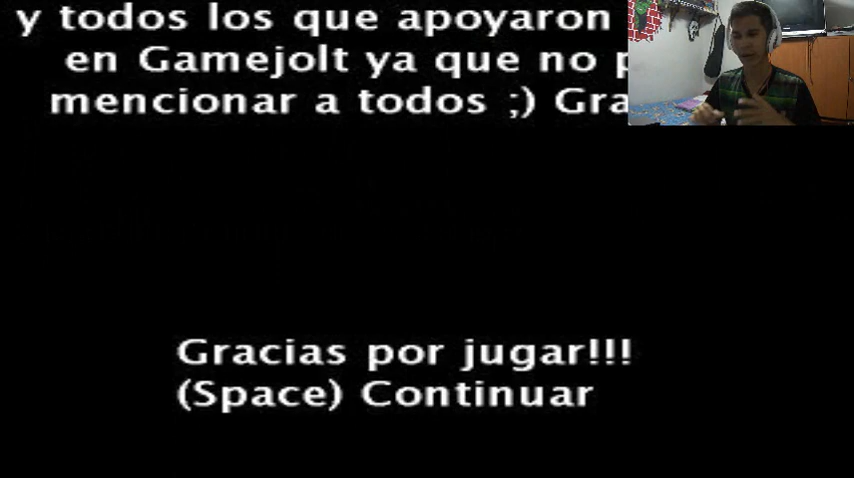 y todos los que apoyaron
en Gamejolt ya que no
mencionar a todos ;)
Gracias por jugar!!!
(Space) Continuar